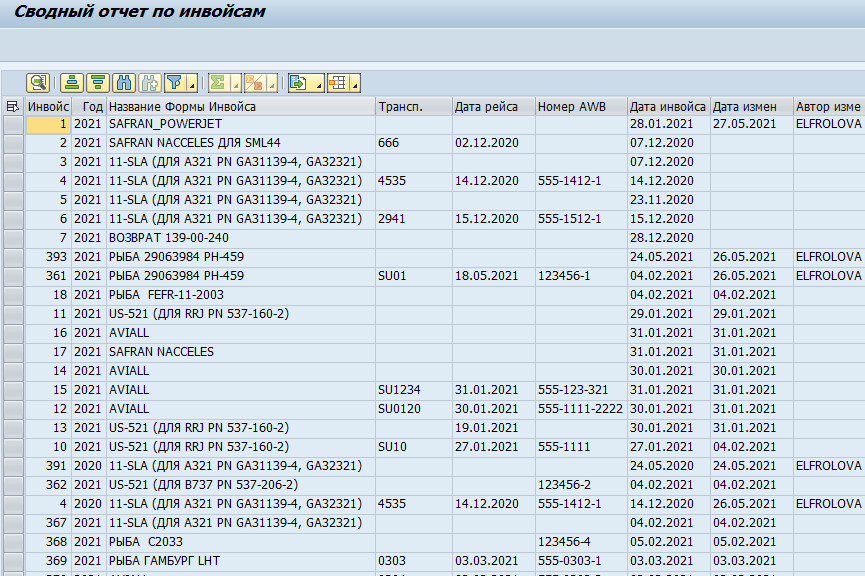 Сводный отчет по инвойсам
Инвойс Год Название Формы Инвойса Трансп. Дата рейса Номер AWB Дата инвойса Дата измен Автор изме
1 2021 SAFRAN_POWERJET 28.01.2021 27.05.2021 ELFROLOVA
2 2021 SAFRAN NACCELES ДЛЯ SML44 666 02.12.2020 07.12.2020
3 2021 11-SLA (ДЛЯ А321 PN GA31139-4, GA32321) 07.12.2020
4 2021 11-SLA (ДЛЯ А321 PN GA31139-4, GA32321) 4535 14.12.2020 555-1412-1 14.12.2020
5 2021 11-SLA (ДЛЯ А321 PN GA31139-4, GA32321) 23.11.2020
6 2021 11-SLA (ДЛЯ А321 PN GA31139-4, GA32321) 2941 15.12.2020 555-1512-1 15.12.2020
7 2021 ВОЗВРАТ 139-00-240 28.12.2020
393 2021 РЫБА 29063984 PH-459 24.05.2021 26.05.2021 ELFROLOVA
361 2021 РЫБА 29063984 PH-459 SU01 18.05.2021 123456-1 04.02.2021 26.05.2021 ELFROLOVA
18 2021 РЫБА FEFR-11-2003 04.02.2021 04.02.2021
11 2021 US-521 (ДЛЯ RRJ PN 537-160-2) 29.01.2021 29.01.2021
16 2021 AVIALL 31.01.2021 31.01.2021
17 2021 SAFRAN NACCELES 31.01.2021 31.01.2021
14 2021 AVIALL 30.01.2021 30.01.2021
15 2021 AVIALL SU1234 31.01.2021 555-123-321 31.01.2021 31.01.2021
12 2021 AVIALL SU0120 30.01.2021 555-1111-2222 30.01.2021 31.01.2021
13 2021 US-521 (ДЛЯ RRJ PN 537-160-2) 19.01.2021 30.01.2021 31.01.2021
10 2021 US-521 (ДЛЯ RRJ PN 537-160-2) SU10 27.01.2021 555-1111 27.01.2021 04.02.2021
391 2020 11-SLA (ДЛЯ А321 PN GA31139-4, GA32321) 24.05.2020 24.05.2021 ELFROLOVA
362 2021 US-521 (ДЛЯ B737 PN 537-206-2) 123456-2 04.02.2021 04.02.2021
4 2020 11-SLA (ДЛЯ А321 PN GA31139-4, GA32321) 4535 14.12.2020 555-1412-1 14.12.2020 26.05.2021 ELFROLOVA
367 2021 11-SLA (ДЛЯ А321 PN GA31139-4, GA32321) 04.02.2021 04.02.2021
368 2021 РЫБА C2033 123456-4 05.02.2021 05.02.2021
369 2021 РЫБА ГАМБУРГ LHT 0303 03.03.2021 555-0303-1 03.03.2021 03.03.2021